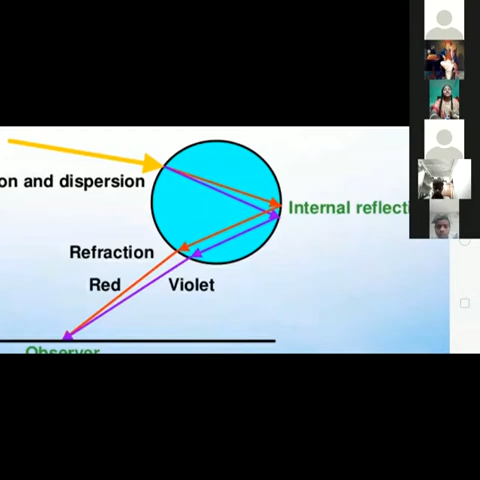 on and dispersion
Internal reflecti
Refraction
Red
Violet
Observer